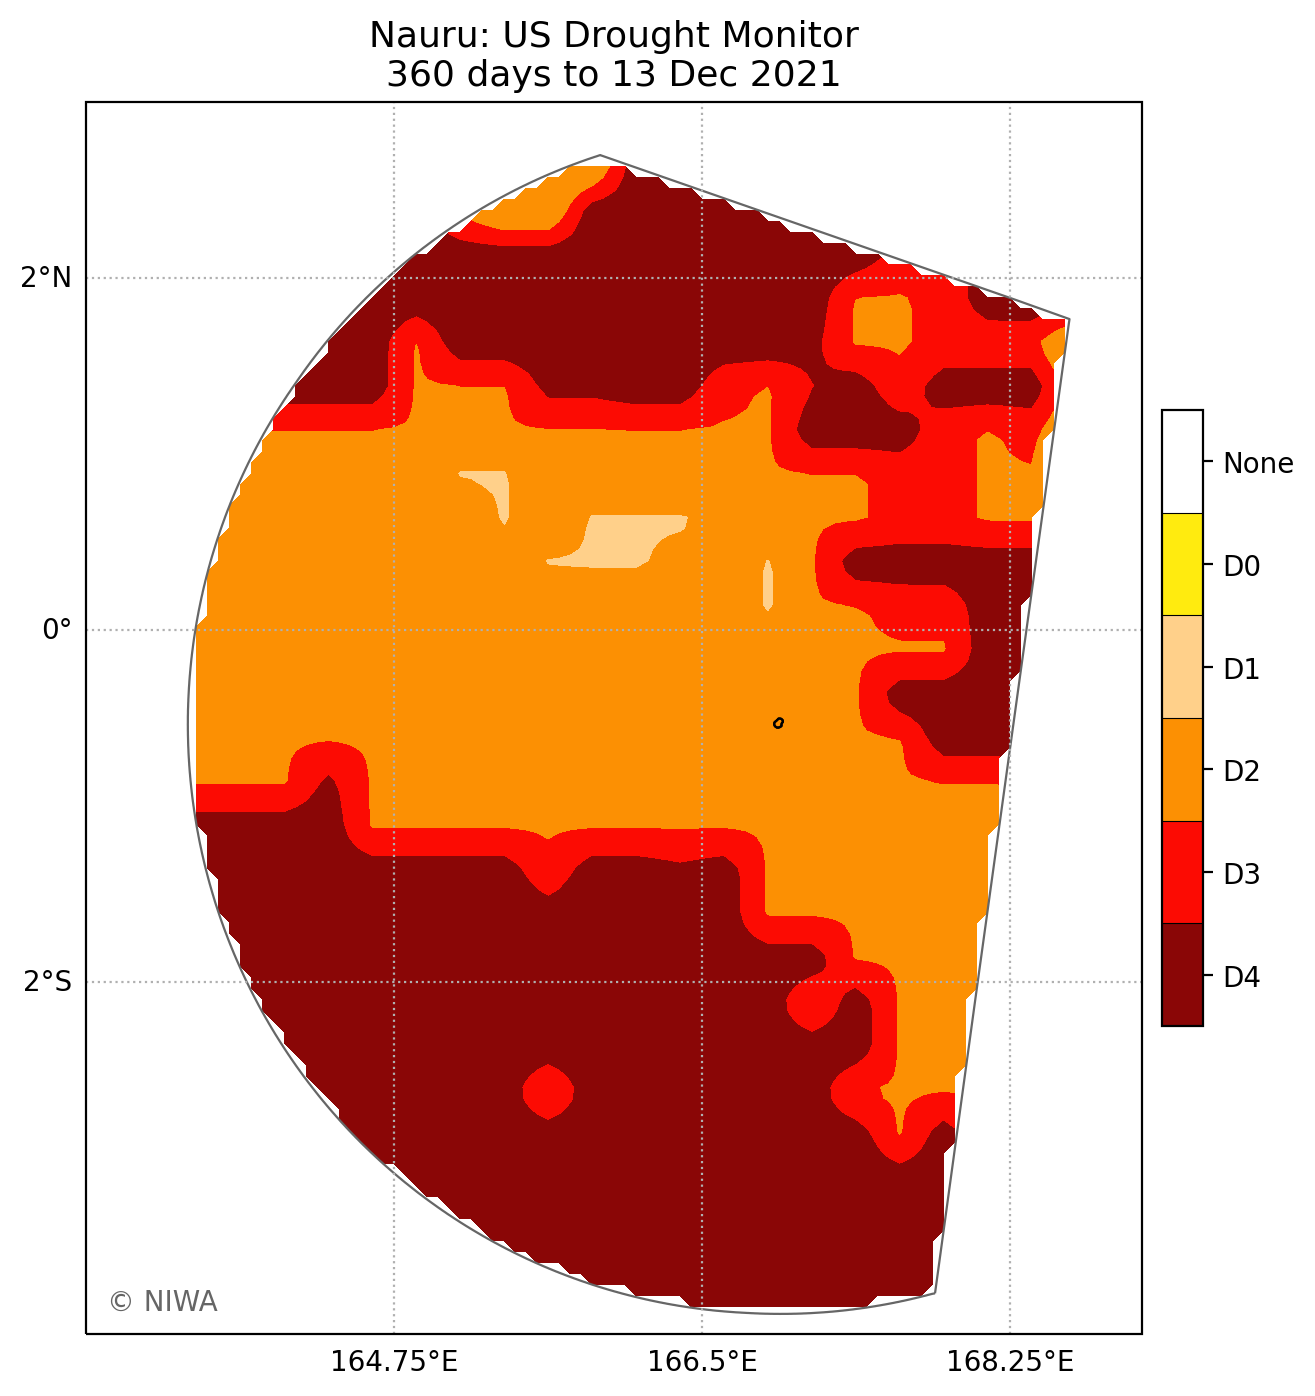 Nauru: US Drought Monitor
360 days to 13 Dec 2021
2°N
0°
2°S
164.75°E
166.5°E
168.25°E
None
D0
D1
D2
D3
D4
© NIWA